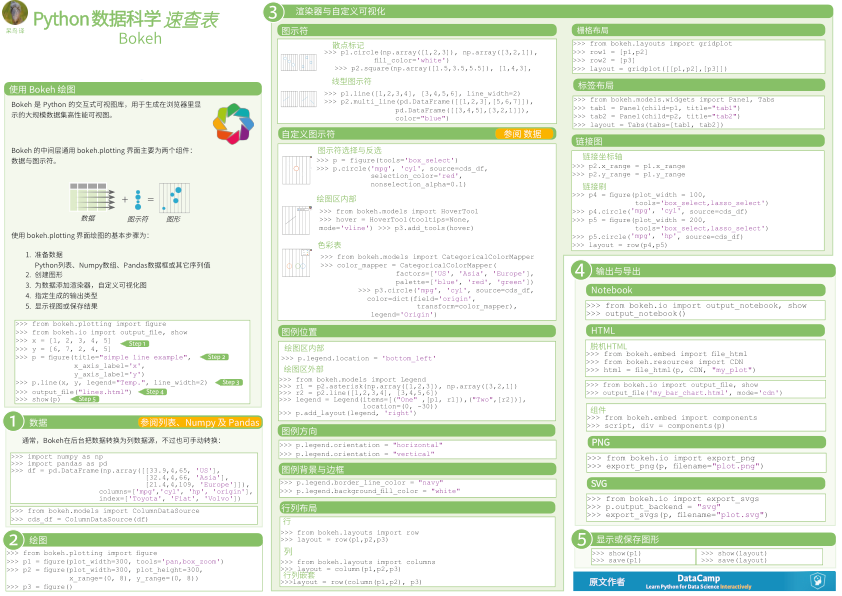 呆鸟译
Python 数据科学 速查表
Bokeh
使用 Bokeh 绘图
Bokeh 是 Python 的交互式可视图库，用于生成在浏览器里显
示的大规模数据集高性能可视图。
Bokeh 的中间层通用 bokeh.plotting 界面主要为两个组件：
数据与图示符。
数据 + 图示符 = 图形
使用 bokeh.plotting 界面绘图的基本步骤为：
1. 准备数据
Python列表、Numpy数组、Pandas数据框或其它序列值
2. 创建图形
3. 为数据添加渲染器，自定义可视化图
4. 指定生成的输出类型
5. 显示视图或保存结果
>>> from bokeh.plotting import figure
>>> from bokeh.io import output_file, show
>>> x = [1, 2, 3, 4, 5] Step 1
>>> y = [6, 7, 2, 4, 5]
>>> p = figure(title="simple line example", Step 2
x_axis_label='x',
y_axis_label='y')
>>> p.line(x, y, legend="Temp.", line_width=2) Step 3
>>> output_file("lines.html") Step 4
>>> show(p) Step 5
1 数据 参阅列表、Numpy 及 Pandas
通常，Bokeh在后台把数据转换为列数据源，不过也可手动转换：
>>> import numpy as np
>>> import pandas as pd
>>> df = pd.DataFrame(np.array([[33.9,4,65, 'US'],
[32.4,4,66, 'Asia'],
[21.4,4,109, 'Europe']]),
columns=['mpg','cyl', 'hp', 'origin'],
index=['Toyota', 'Fiat', 'Volvo'])
>>> from bokeh.models import ColumnDataSource
>>> cds_df = ColumnDataSource(df)
2 绘图
>>> from bokeh.plotting import figure
>>> p1 = figure(plot_width=300, tools='pan,box_zoom')
>>> p2 = figure(plot_width=300, plot_height=300,
x_range=(0, 8), y_range=(0, 8))
>>> p3 = figure()
3 渲染器与自定义可视化
图示符
散点标记
>>> p1.circle(np.array([1,2,3]), np.array([3,2,1]),
fill_color='white')
>>> p2.square(np.array([1.5,3.5,5.5]), [1,4,3],
线型图示符
>>> p1.line([1,2,3,4], [3,4,5,6], line_width=2)
>>> p2.multi_line(pd.DataFrame([[1,2,3],[5,6,7]]),
pd.DataFrame([[3,4,5],[3,2,1]]),
color="blue")
自定义图示符 参阅 数据
图示符选择与反选
>>> p = figure(tools='box_select')
>>> p.circle('mpg', 'cyl', source=cds_df,
selection_color='red',
nonselection_alpha=0.1)
绘图区内部
>>> from bokeh.models import HoverTool
>>> hover = HoverTool(tooltips=None,
mode='vline') >>> p3.add_tools(hover)
色彩表
>>> from bokeh.models import CategoricalColorMapper
>>> color_mapper = CategoricalColorMapper(
factors=['US', 'Asia', 'Europe'],
palette=['blue', 'red', 'green'])
>>> p3.circle('mpg', 'cyl', source=cds_df,
color=dict(field='origin',
transform=color_mapper),
legend='Origin')
图例位置
绘图区内部
>>> p.legend.location = 'bottom_left'
绘图区外部
>>> from bokeh.models import Legend
>>> r1 = p2.asterisk(np.array([1,2,3]), np.array([3,2,1])
>>> r2 = p2.line([1,2,3,4], [3,4,5,6])
>>> legend = Legend(items=[("One" ,[p1, r1]),("Two",[r2])],
location=(0, -30))
>>> p.add_layout(legend, 'right')
图例方向
>>> p.legend.orientation = "horizontal"
>>> p.legend.orientation = "vertical"
图例背景与边框
>>> p.legend.border_line_color = "navy"
>>> p.legend.background_fill_color = "white"
行列布局
行
>>> from bokeh.layouts import row
>>> layout = row(p1,p2,p3)
列
>>> from bokeh.layouts import columns
>>> layout = column(p1,p2,p3)
行列嵌套
>>>layout = row(column(p1,p2), p3)
栅格布局
>>> from bokeh.layouts import gridplot
>>> row1 = [p1,p2]
>>> row2 = [p3]
>>> layout = gridplot([[p1,p2],[p3]])
标签布局
>>> from bokeh.models.widgets import Panel, Tabs
>>> tab1 = Panel(child=p1, title="tab1")
>>> tab2 = Panel(child=p2, title="tab2")
>>> layout = Tabs(tabs=[tab1, tab2])
链接图
链接坐标轴
>>> p2.x_range = p1.x_range
>>> p2.y_range = p1.y_range
链接刷
>>> p4 = figure(plot_width = 100,
tools='box_select,lasso_select')
>>> p4.circle('mpg', 'cyl', source=cds_df)
>>> p5 = figure(plot_width = 200,
tools='box_select,lasso_select')
>>> p5.circle('mpg', 'hp', source=cds_df)
>>> layout = row(p4,p5)
4 输出与导出
Notebook
>>> from bokeh.io import output_notebook, show
>>> output_notebook()
HTML
脱机HTML
>>> from bokeh.embed import file_html
>>> from bokeh.resources import CDN
>>> html = file_html(p, CDN, "my_plot")
>>> from bokeh.io import output_file, show
>>> output_file('my_bar_chart.html', mode='cdn')
组件
>>> from bokeh.embed import components
>>> script, div = components(p)
PNG
>>> from bokeh.io import export_png
>>> export_png(p, filename="plot.png")
SVG
>>> from bokeh.io import export_svgs
>>> p.output_backend = "svg"
>>> export_svgs(p, filename="plot.svg")
5 显示或保存图形
>>> show(p1) >>> show(layout)
>>> save(p1) >>> save(layout)
原文作者 DataCamp
Learn Python for Data Science Interactively